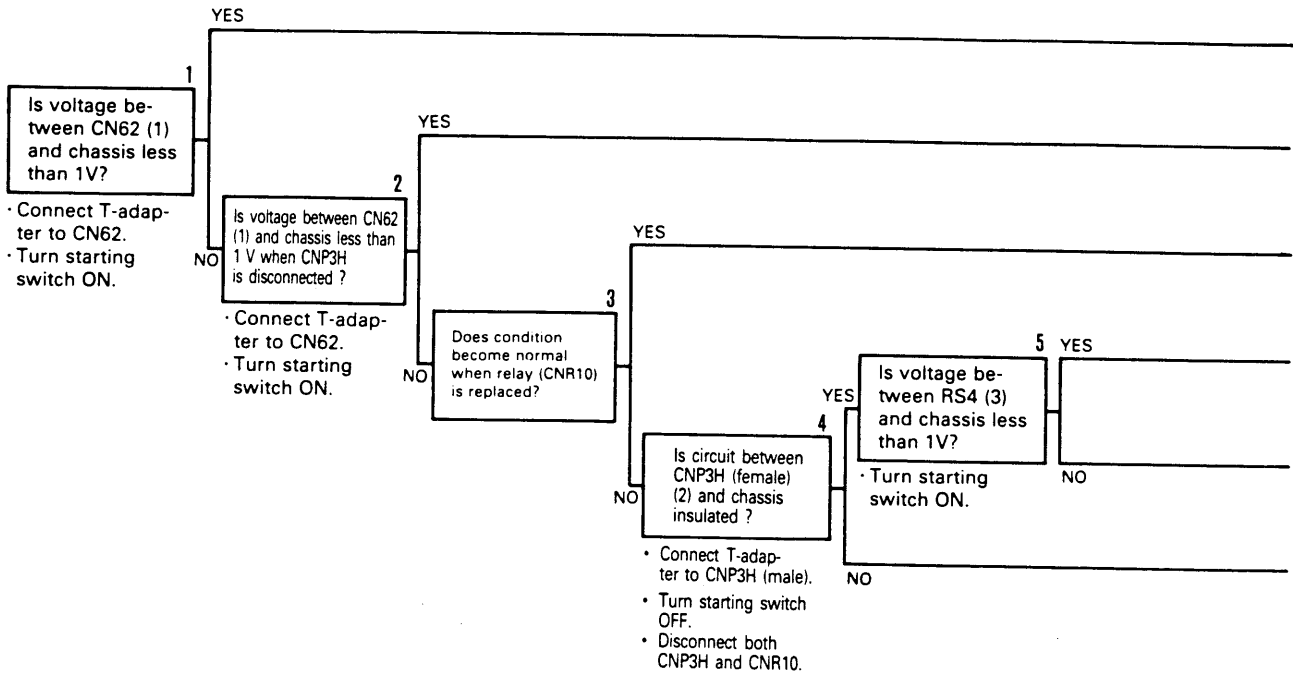 YES
1
Is voltage be-
tween CN62 (1)
and chassis less
than 1V?
· Connect T-adap-
ter to CN62.
· Turn starting
switch ON.
NO
YES
2
Is voltage between CN62
(1) and chassis less than
1 V when CNP3H
is disconnected ?
· Connect T-adap-
ter to CN62.
· Turn starting
switch ON.
NO
YES
3
Does condition
become normal
when relay (CNR10)
is replaced?
NO
4
Is circuit between
CNP3H (female)
(2) and chassis
insulated ?
• Connect T-adap-
ter to CNP3H (male).
• Turn starting switch
OFF.
• Disconnect both
CNP3H and CNR10.
YES
5
Is voltage be-
tween RS4 (3)
and chassis less
than 1V?
· Turn starting
switch ON.
YES
NO
NO